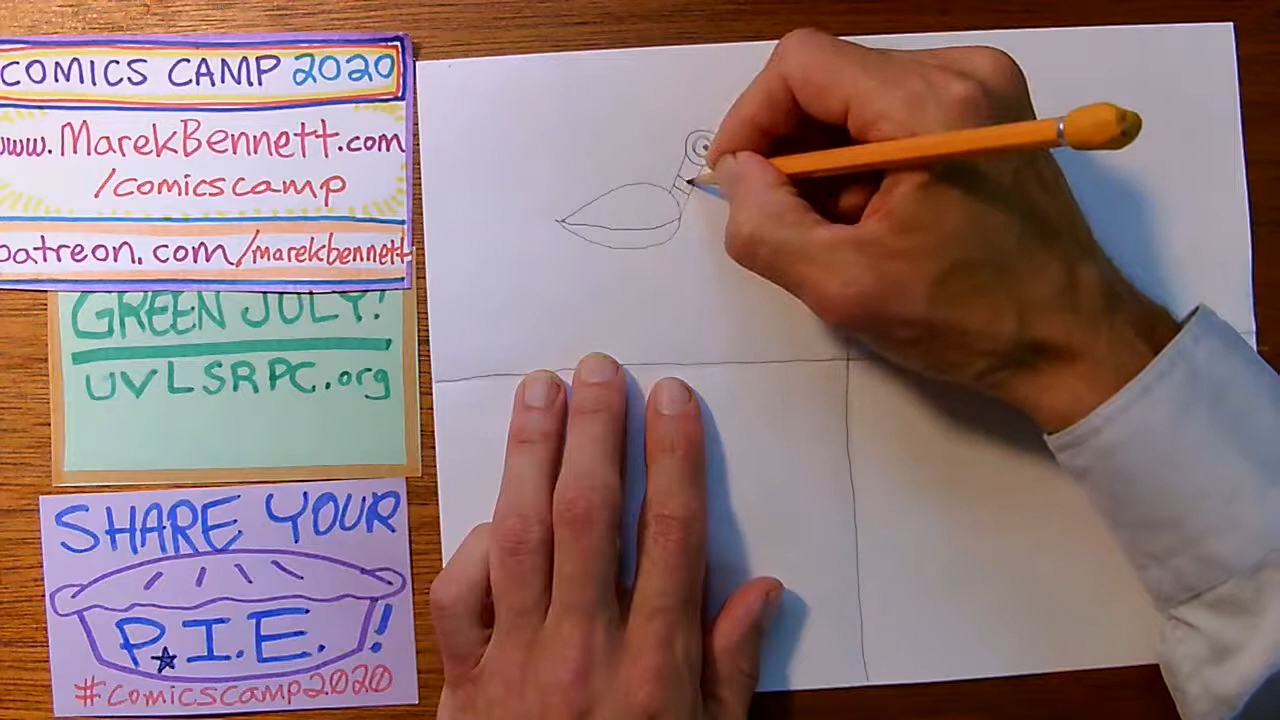 COMICS CAMP 2020
www.MarekBennett.com
/comicscamp
patreon.com/marekbennett
GREEN JULY!
UVLSRPC.org
SHARE YOUR
P.I.E.!
#comicscamp2020